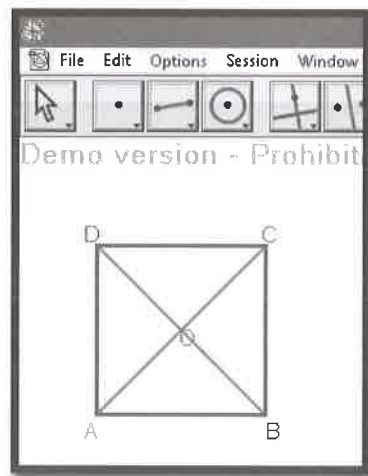 File Edit Options Session Window
Demo version - Prohibit
D C
O
A B